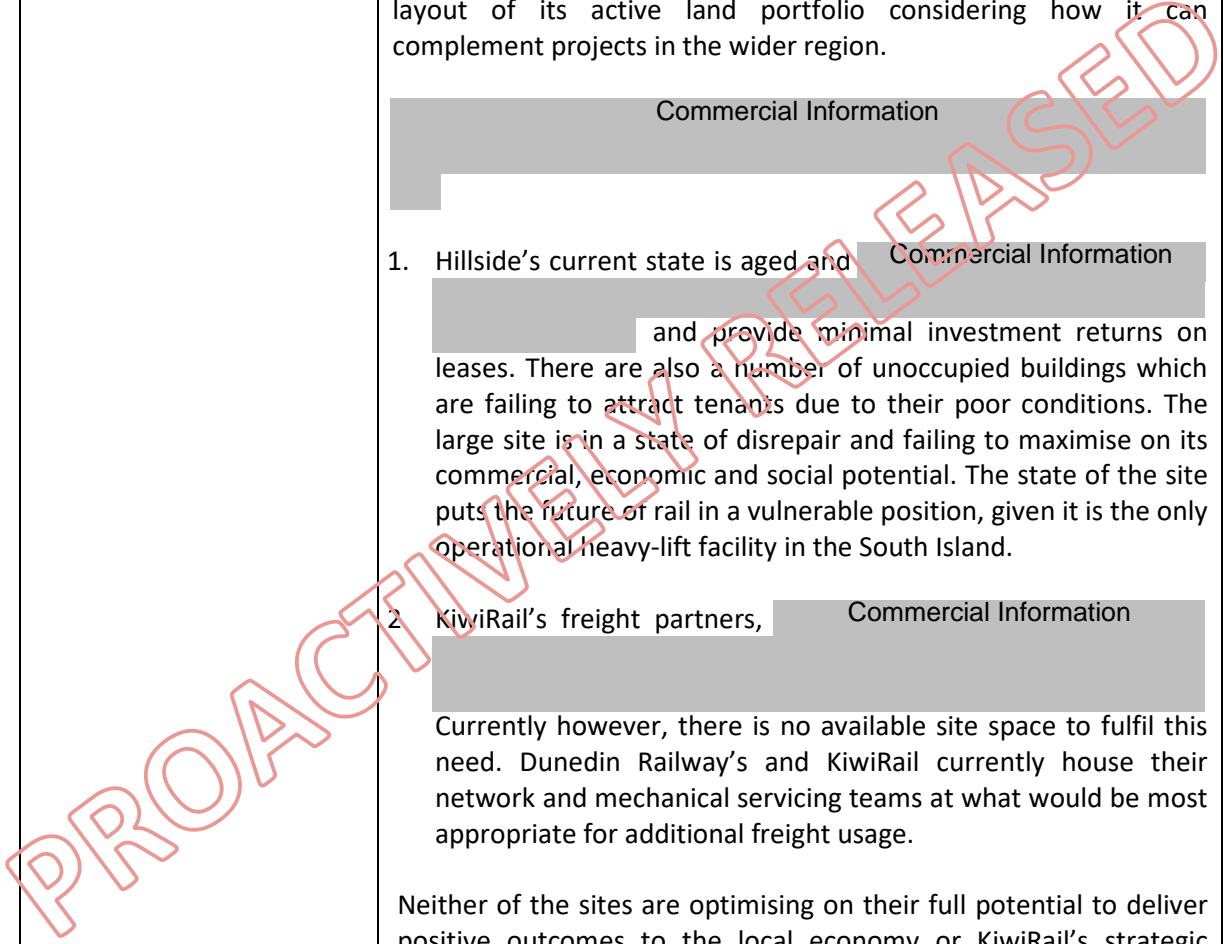 layout of its active land portfolio considering how it can
complement projects in the wider region.
Commercial Information
1. Hillside's current state is aged and Commercial Information
and provide minimal investment returns on
leases. There are also a number of unoccupied buildings which
are failing to attract tenants due to their poor conditions. The
large site is in a state of disrepair and failing to maximise on its
commercial, economic and social potential. The state of the site
puts the future of rail in a vulnerable position, given it is the only
operational heavy-lift facility in the South Island.
2. KiwiRail's freight partners, Commercial Information
Currently however, there is no available site space to fulfil this
need. Dunedin Railway's and KiwiRail currently house their
network and mechanical servicing teams at what would be most
appropriate for additional freight usage.
Neither of the sites are optimising on their full potential to deliver
positive outcomes to the local economy or KiwiRail's strategic
PROACTIVELY RELEASED